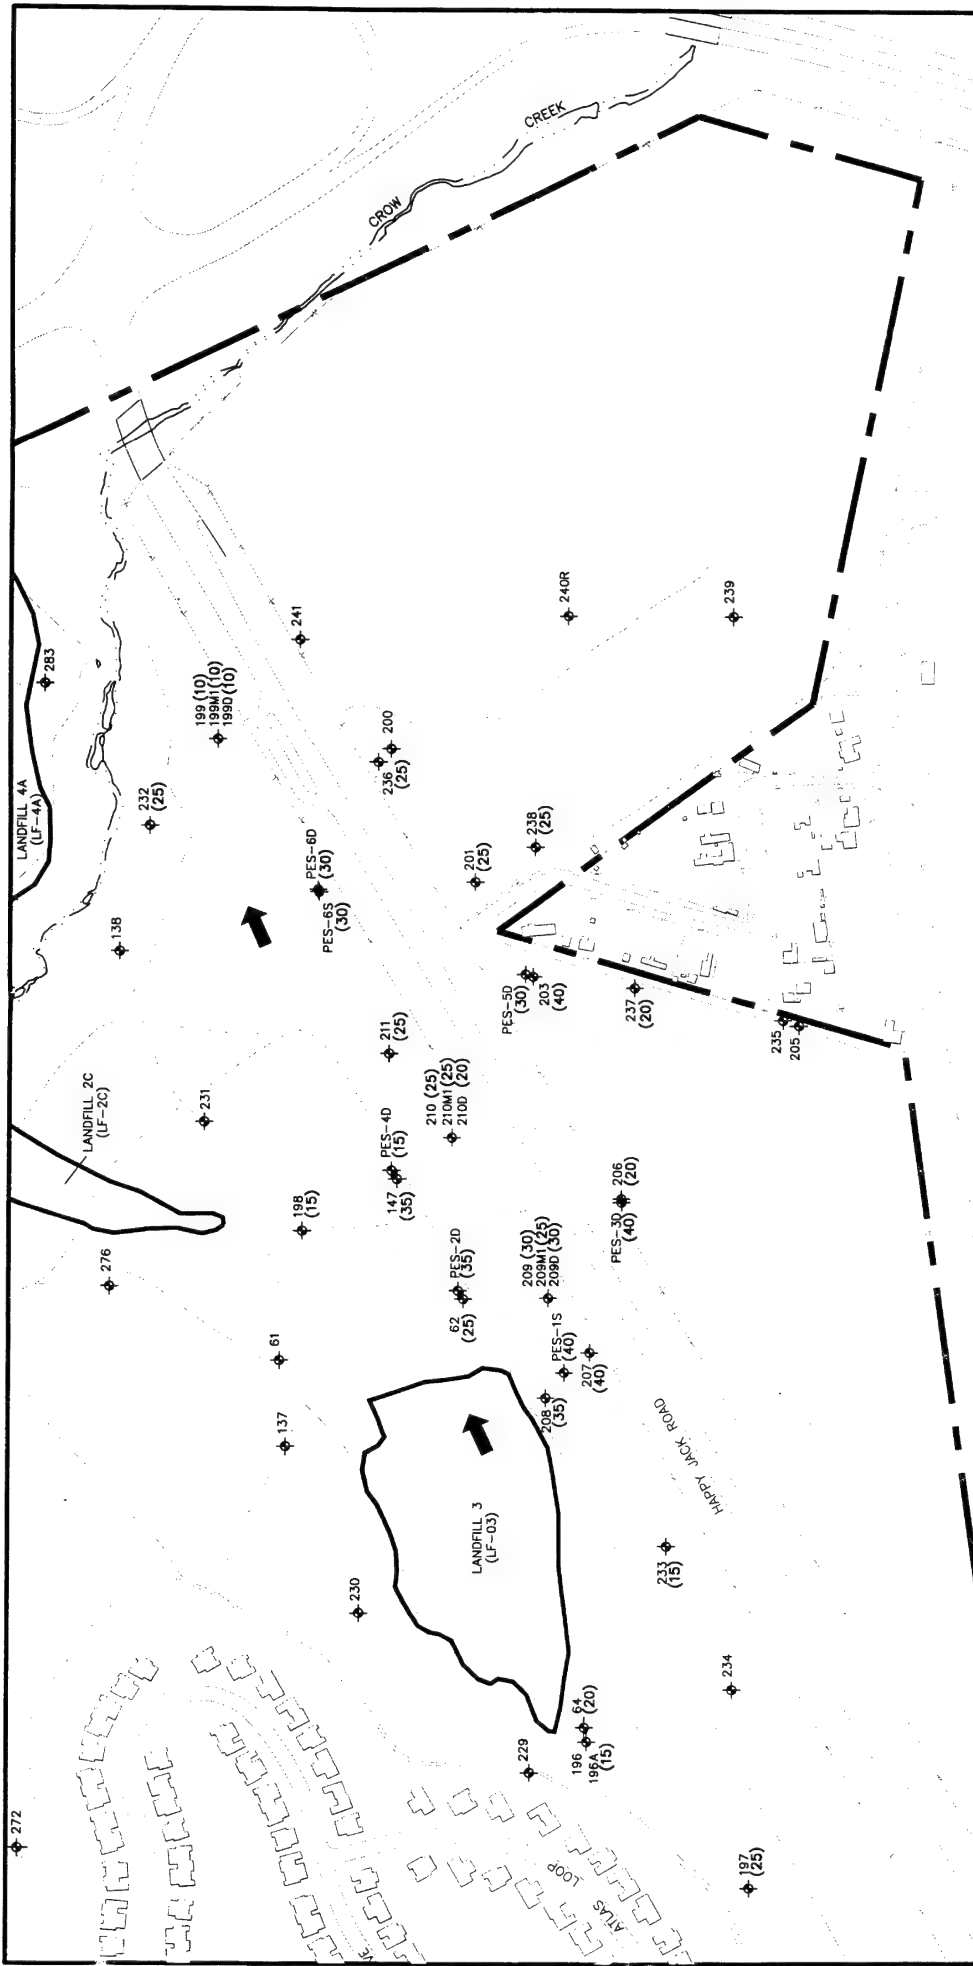 CREEK
CROW
LANDFILL 4A
(LF-4A)
283
241
240R
239
199 (10)
199M1 (10)
199D (10)
232
(25)
200
236
(25)
238
(25)
201
(25)
PES-6D
(30)
PES-6S
(30)
138
PES-5D
(30)
203
(40)
237
(20)
235
205
211
(25)
210 (25)
210M1 (25)
210D (20)
LANDFILL 2C
(LF-2C)
231
PES-4D
(15)
147
(35)
198
(15)
206
(20)
PES-3D
(40)
276
PES-2D
(35)
62
(25)
209 (30)
209M1 (25)
209D (30)
PES-1S
(40)
207
(40)
208
(35)
61
137
HAPPY JACK ROAD
LANDFILL 3
(LF-03)
233
(15)
230
234
64
(20)
196
196A
(15)
229
272
197
(25)
ATLAS
LOOP
VE